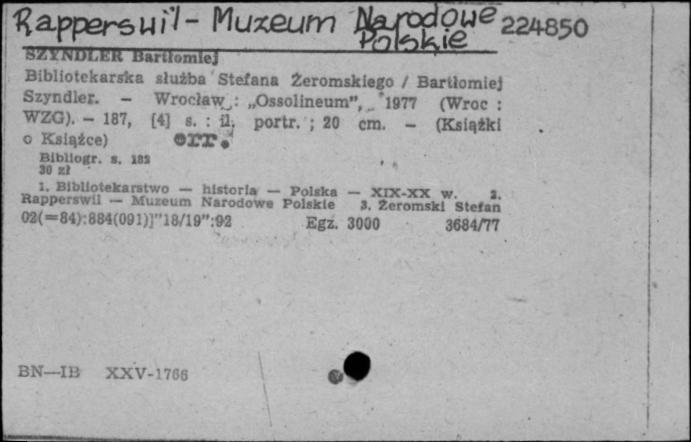 Rapperswil - Muzeum Narodowe 224850
Polskie
SZYNDLER Bartłomiej
Bibliotekarska służba Stefana Żeromskiego / Bartłomiej
Szyndler. — Wrocław : „Ossolineum”, 1977 (Wroc :
WZG). — 187, [4] s. : il. portr. ; 20 cm. — (Książki
o Książce) orr.
Bibliogr. s. 182
30 zł
1. Bibliotekarstwo — historia — Polska — XIX-XX w. 2.
Rapperswil — Muzeum Narodowe Polskie 3. Żeromski Stefan
02(=84):884(091)]"18/19":92 Egz. 3000 3684/77
BN—IB XXV-1766